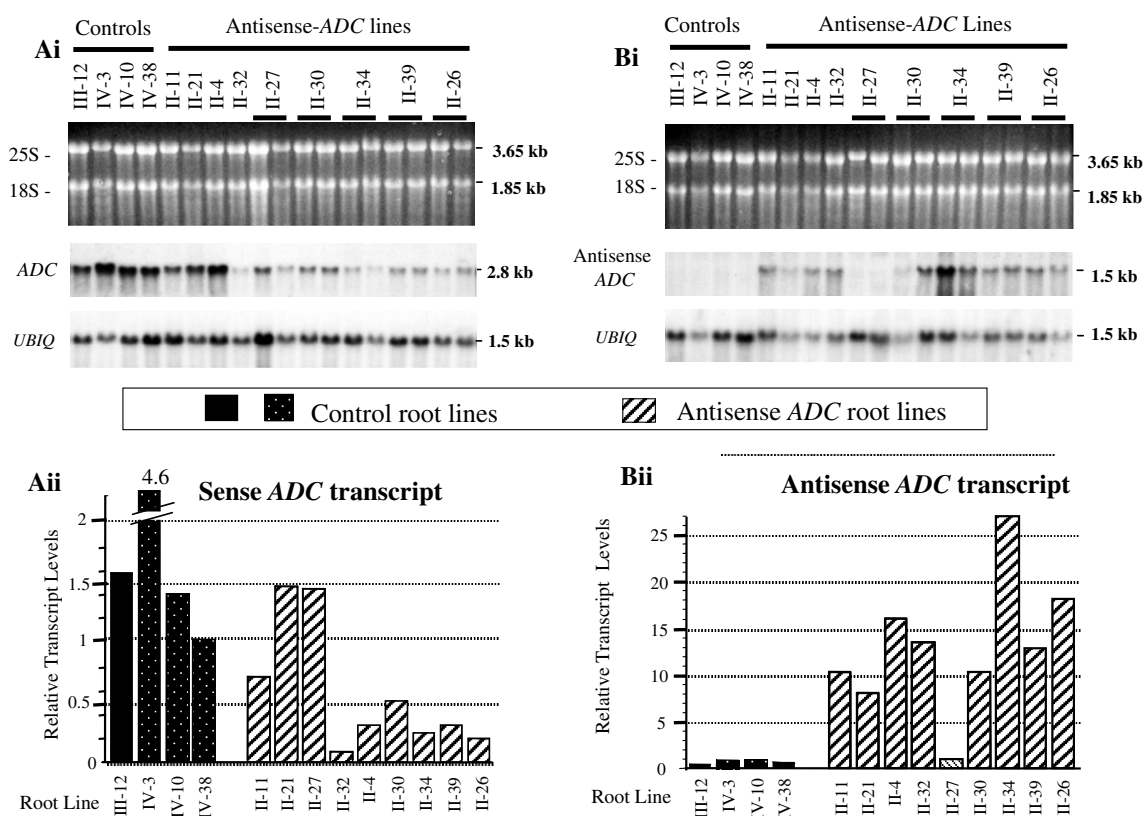 Controls
Antisense-ADC lines
Ai
III-12
IV-3
IV-10
IV-38
II-11
II-21
II-4
II-32
II-27
II-30
II-34
II-39
II-26
25S -
18S -
3.65 kb
1.85 kb
ADC
2.8 kb
UBIQ
1.5 kb
Controls
Antisense-ADC Lines
Bi
III-12
IV-3
IV-10
IV-38
II-11
II-21
II-4
II-32
II-27
II-30
II-34
II-39
II-26
25S -
18S -
3.65 kb
1.85 kb
Antisense
ADC
1.5 kb
UBIQ
1.5 kb
Control root lines
Antisense ADC root lines
Aii
4.6
Sense ADC transcript
Relative Transcript Levels
2
1.5
1
0.5
0
Root Line
III-12
IV-3
IV-10
IV-38
II-11
II-21
II-27
II-32
II-4
II-30
II-34
II-39
II-26
Bii
Antisense ADC transcript
Relative Transcript Levels
25
20
15
10
5
0
Root Line
III-12
IV-3
IV-10
IV-38
II-11
II-21
II-4
II-32
II-27
II-30
II-34
II-39
II-26